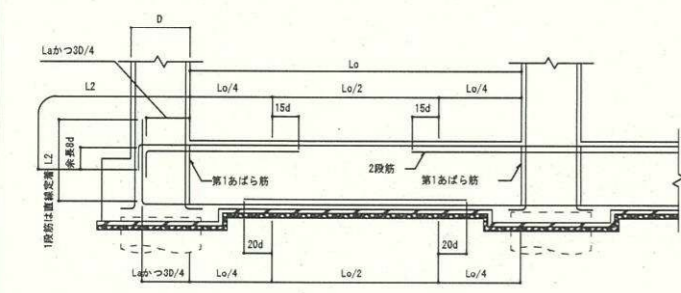 D
Laかつ3D/4
Lo
L2
Lo/4
Lo/2
Lo/4
15d
15d
1段筋は直線定着 L2
余長8d
第1あばら筋
2段筋
第1あばら筋
20d
20d
Laかつ3D/4
Lo/4
Lo/2
Lo/4